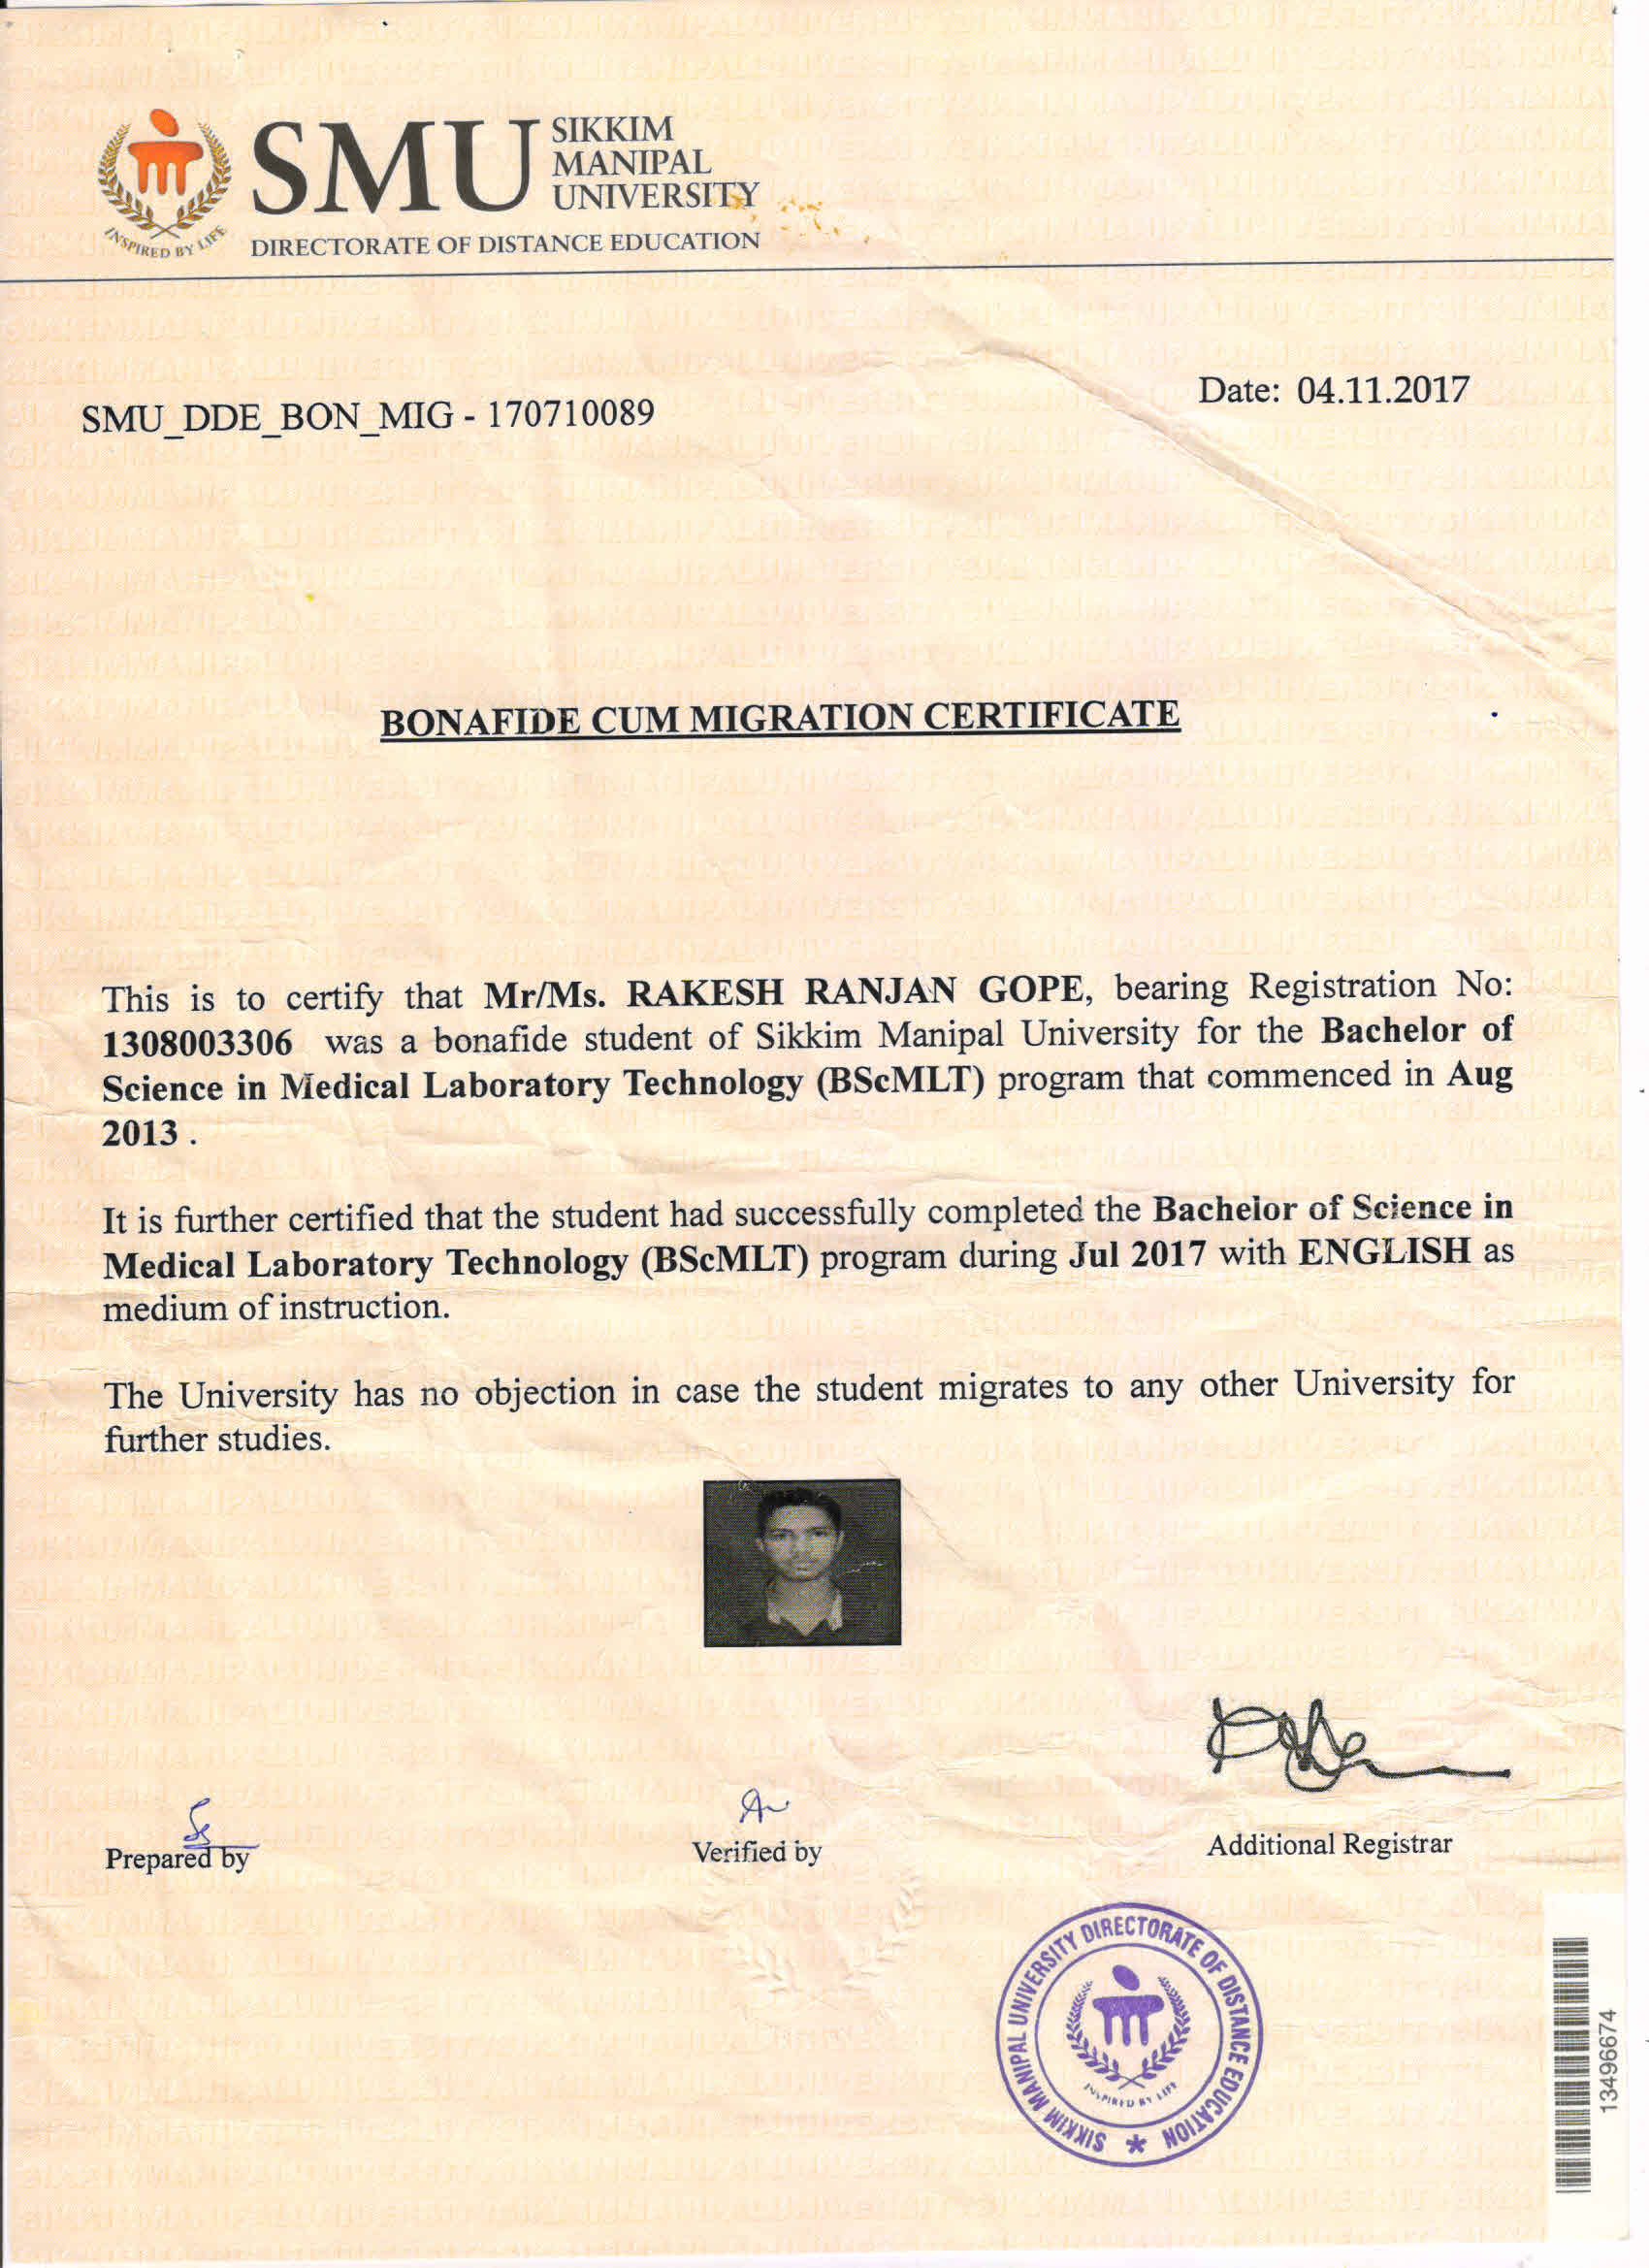 SMU SIKKIM
MANIPAL
UNIVERSITY
INSPIRED BY LIFE
DIRECTORATE OF DISTANCE EDUCATION
SMU_DDE_BON_MIG - 170710089
Date: 04.11.2017
BONAFIDE CUM MIGRATION CERTIFICATE
This is to certify that Mr/Ms. RAKESH RANJAN GOPE, bearing Registration No:
1308003306 was a bonafide student of Sikkim Manipal University for the Bachelor of
Science in Medical Laboratory Technology (BScMLT) program that commenced in Aug
2013 .
It is further certified that the student had successfully completed the Bachelor of Science in
Medical Laboratory Technology (BScMLT) program during Jul 2017 with ENGLISH as
medium of instruction.
The University has no objection in case the student migrates to any other University for
further studies.
Prepared by
Verified by
Additional Registrar
SIKKIM MANIPAL UNIVERSITY DIRECTORATE OF DISTANCE EDUCATION *
INSPIRED BY LIFE
13496674